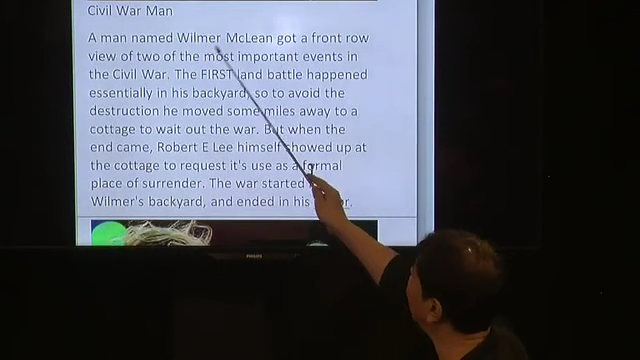 Civil War Man
A man named Wilmer McLean got a front row
view of two of the most important events in
the Civil War. The FIRST land battle happened
essentially in his backyard, so to avoid the
destruction he moved some miles away to a
cottage to wait out the war. But when the
end came, Robert E Lee himself showed up at
the cottage to request it's use as a formal
place of surrender. The war started
Wilmer's backyard, and ended in his
PHILIPS